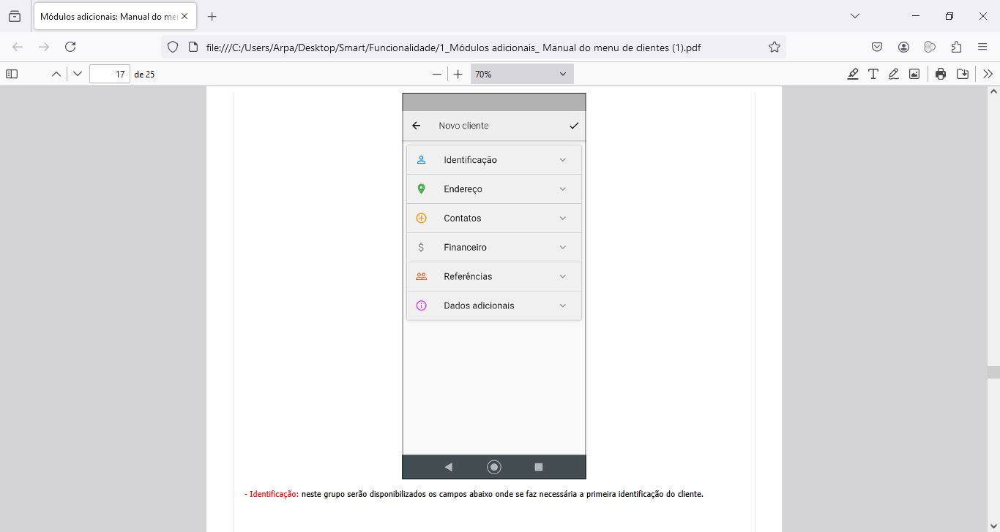 Módulos adicionais: Manual do me
file:///C:/Users/Arpa/Desktop/Smart/Funcionalidade/1_Módulos adicionais_ Manual do menu de clientes (1).pdf
17 de 25
70%
Novo cliente
Identificação
Endereço
Contatos
Financeiro
Referências
Dados adicionais
- Identificação: neste grupo serão disponibilizados os campos abaixo onde se faz necessária a primeira identificação do cliente.